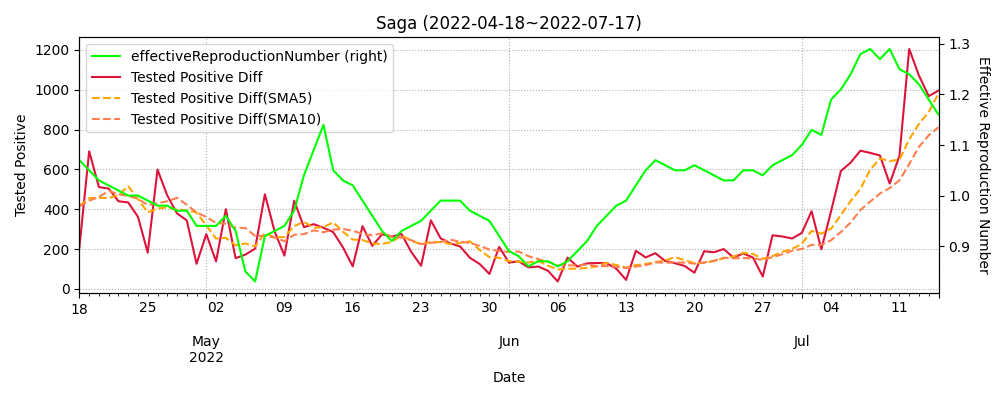 Saga (2022-04-18~2022-07-17)
effectiveReproductionNumber (right)
Tested Positive Diff
Tested Positive Diff(SMA5)
Tested Positive Diff(SMA10)
Tested Positive
1200
1000
800
600
400
200
0
1.3
1.2
1.1
1.0
0.9
Effective Reproduction Number
18 25 02 09 16 23 30 06 13 20 27 04 11
May Jun Jul
2022
Date